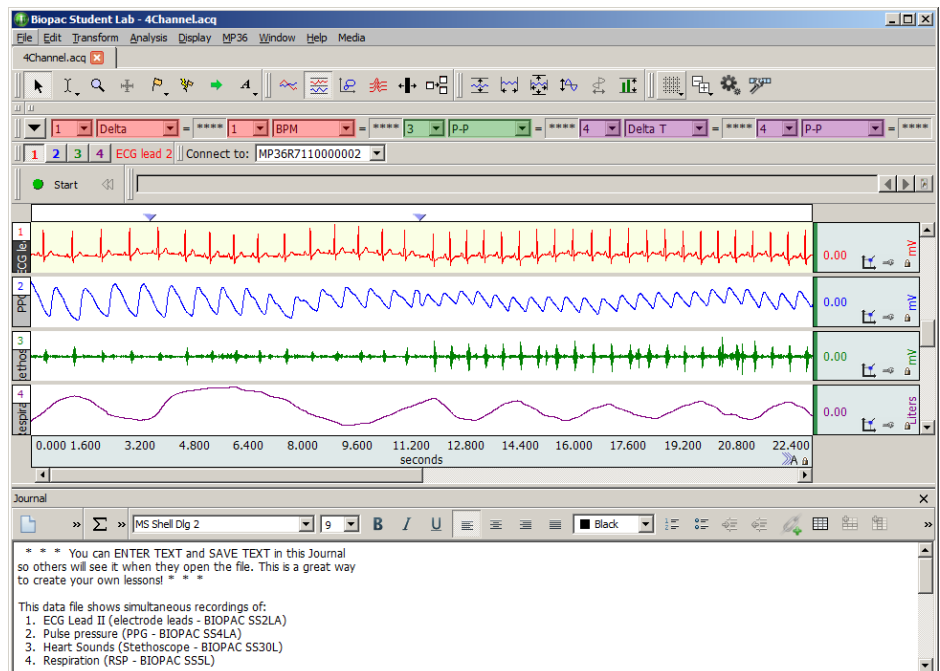 Biopac Student Lab - 4Channel.acq
File Edit Transform Analysis Display MP36 Window Help Media
4Channel.acq
1 Delta = **** 1 BPM = **** 3 P-P = **** 4 Delta T = **** 4 P-P = ****
1 2 3 4 ECG lead 2 Connect to: MP36R7110000002
Start
1
0.00
mV
2
PPG
0.00
mV
3
0.00
mV
4
0.00
Liters
0.000 1.600 3.200 4.800 6.400 8.000 9.600 11.200 12.800 14.400 16.000 17.600 19.200 20.800 22.400
seconds
Journal
MS Shell Dlg 2 9 B I U Black
* * * You can ENTER TEXT and SAVE TEXT in this Journal
so others will see it when they open the file. This is a great way
to create your own lessons! * * *
This data file shows simultaneous recordings of:
1. ECG Lead II (electrode leads - BIOPAC SS2LA)
2. Pulse pressure (PPG - BIOPAC SS4LA)
3. Heart Sounds (Stethoscope - BIOPAC SS30L)
4. Respiration (RSP - BIOPAC SS5L)